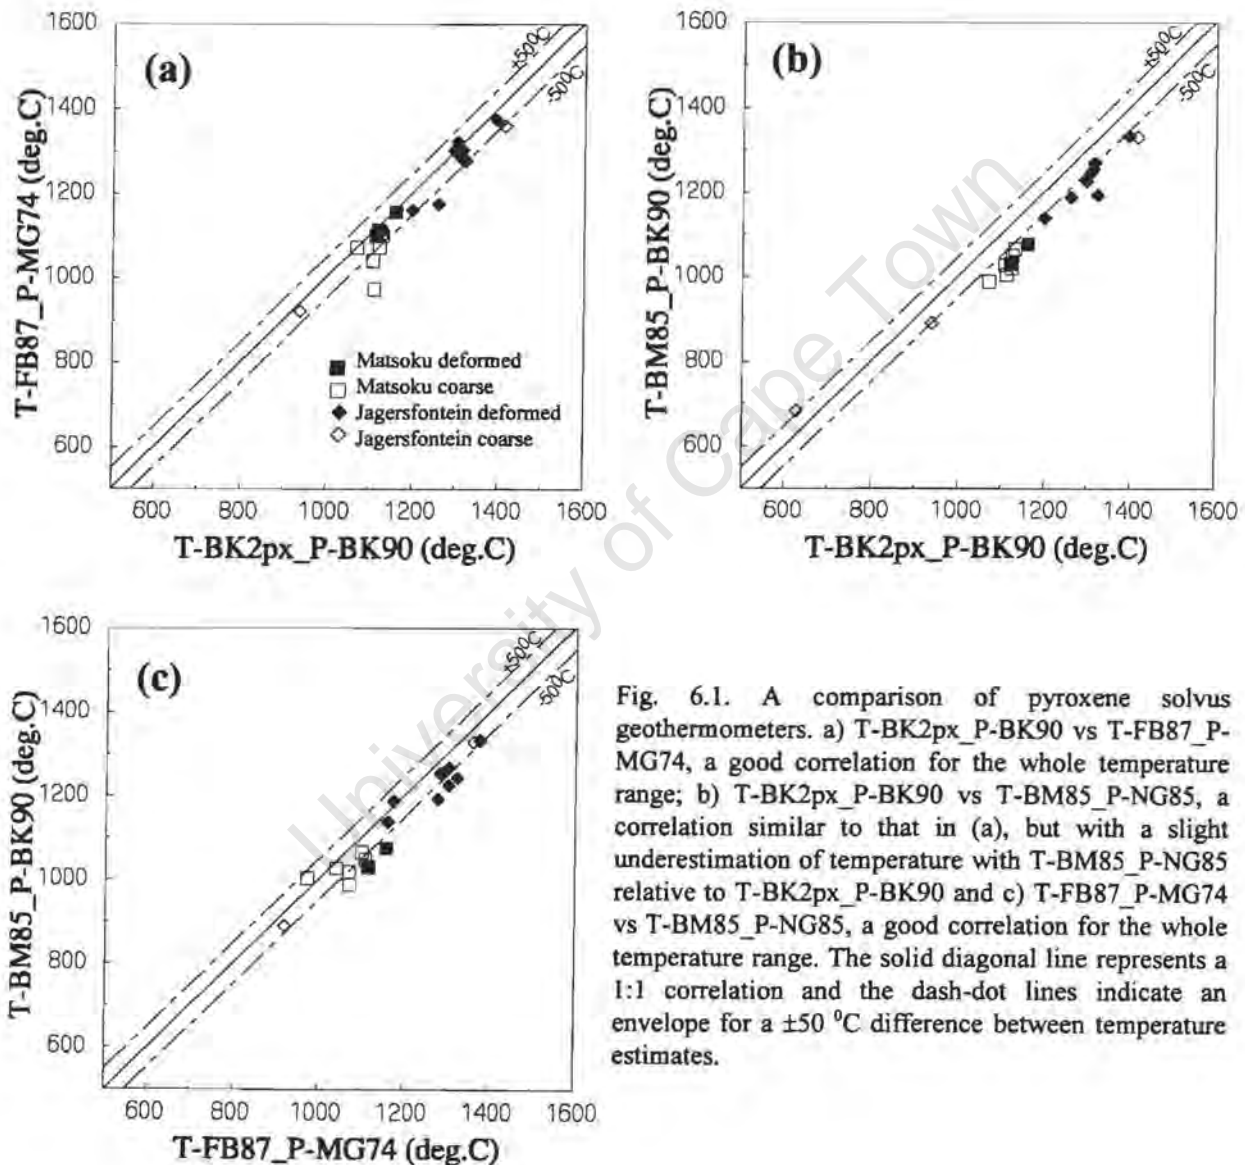 (a)
+50⁰C
-50⁰C
T-FB87_P-MG74 (deg.C)
1600
1400
1200
1000
800
600
Matsoku deformed
Matsoku coarse
Jagersfontein deformed
Jagersfontein coarse
600 800 1000 1200 1400 1600
T-BK2px_P-BK90 (deg.C)
(b)
+50⁰C
-50⁰C
T-BM85_P-BK90 (deg.C)
1600
1400
1200
1000
800
600
600 800 1000 1200 1400 1600
T-BK2px_P-BK90 (deg.C)
(c)
+50⁰C
-50⁰C
T-BM85_P-BK90 (deg.C)
1600
1400
1200
1000
800
600
600 800 1000 1200 1400 1600
T-FB87_P-MG74 (deg.C)
Fig. 6.1. A comparison of pyroxene solvus
geothermometers. a) T-BK2px_P-BK90 vs T-FB87_P-
MG74, a good correlation for the whole temperature
range; b) T-BK2px_P-BK90 vs T-BM85_P-NG85, a
correlation similar to that in (a), but with a slight
underestimation of temperature with T-BM85_P-NG85
relative to T-BK2px_P-BK90 and c) T-FB87_P-MG74
vs T-BM85_P-NG85, a good correlation for the whole
temperature range. The solid diagonal line represents a
1:1 correlation and the dash-dot lines indicate an
envelope for a ±50 ⁰C difference between temperature
estimates.
University of Cape Town